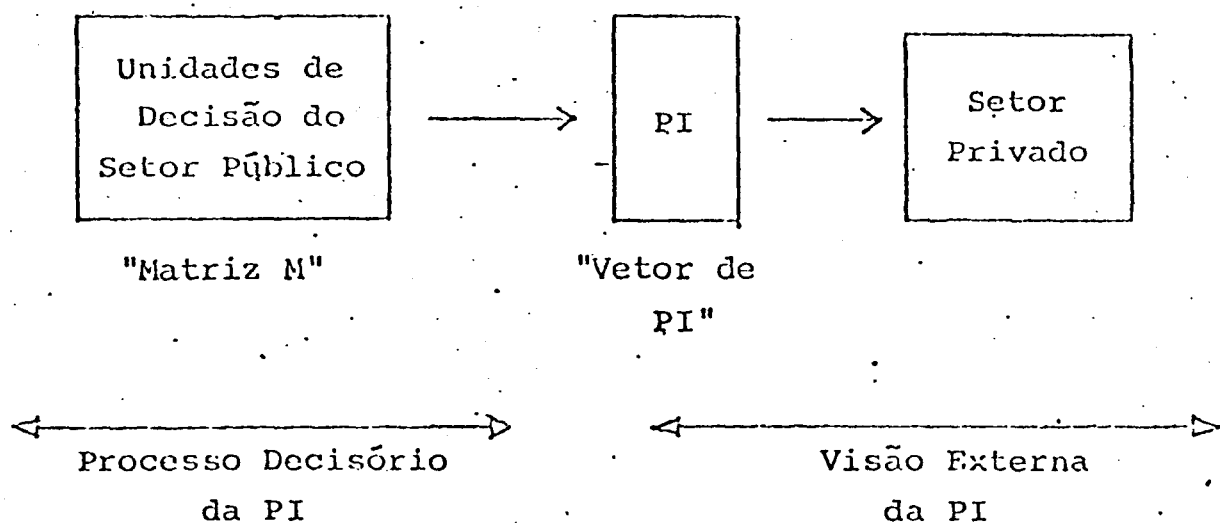 Unidades de
Decisão do
Setor Público
PI
Setor
Privado
"Matriz M"
"Vetor de
PI"
Processo Decisório
da PI
Visão Externa
da PI